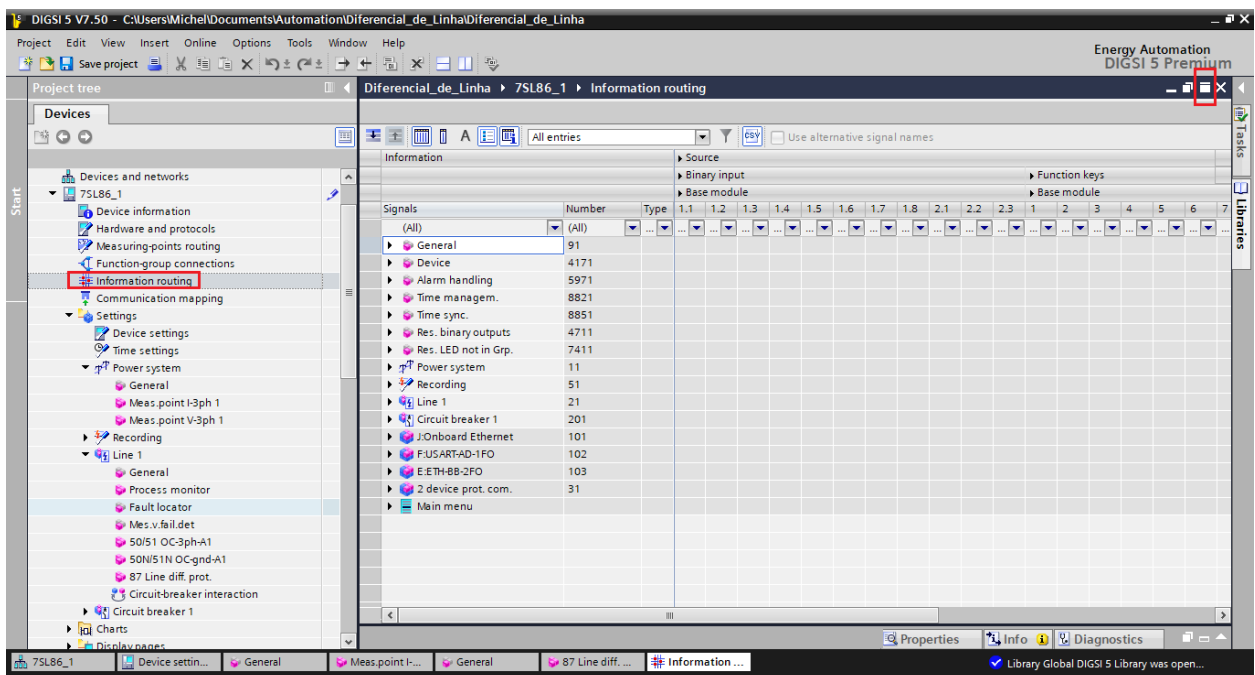 DIGSI 5 V7.50 - C:\Users\Michel\Documents\Automation\Diferencial_de_Linha\Diferencial_de_Linha
Project Edit View Insert Online Options Tools Window Help
Energy Automation
DIGSI 5 Premium
Save project
Project tree
Diferencial_de_Linha 7SL86_1 Information routing
Devices
All entries
CSV
Use alternative signal names
Start
Devices and networks
7SL86_1
Device information
Hardware and protocols
Measuring-points routing
Function-group connections
Information routing
Communication mapping
Settings
Device settings
Time settings
Power system
General
Meas.point I-3ph 1
Meas.point V-3ph 1
Recording
Line 1
General
Process monitor
Fault locator
Mes.v.fail.det
50/51 OC-3ph-A1
50N/51N OC-gnd-A1
87 Line diff. prot.
Circuit-breaker interaction
Circuit breaker 1
Charts
Display pages
Information Source
Binary input Function keys
Base module Base module
Signals Number Type 1.1 1.2 1.3 1.4 1.5 1.6 1.7 1.8 2.1 2.2 2.3 1 2 3 4 5 6 7
(All) (All) ... ... ... ... ... ... ... ... ... ... ... ... ... ... ... ... ... ... ...
General 91
Device 4171
Alarm handling 5971
Time managem. 8821
Time sync. 8851
Res. binary outputs 4711
Res. LED not in Grp. 7411
Power system 11
Recording 51
Line 1 21
Circuit breaker 1 201
J:Onboard Ethernet 101
F:USART-AD-1FO 102
E:ETH-BB-2FO 103
2 device prot. com. 31
Main menu
Tasks
Libraries
Properties Info Diagnostics
7SL86_1 Device settin... General Meas.point I-... General 87 Line diff. ... Information ... Library Global DIGSI 5 Library was open...